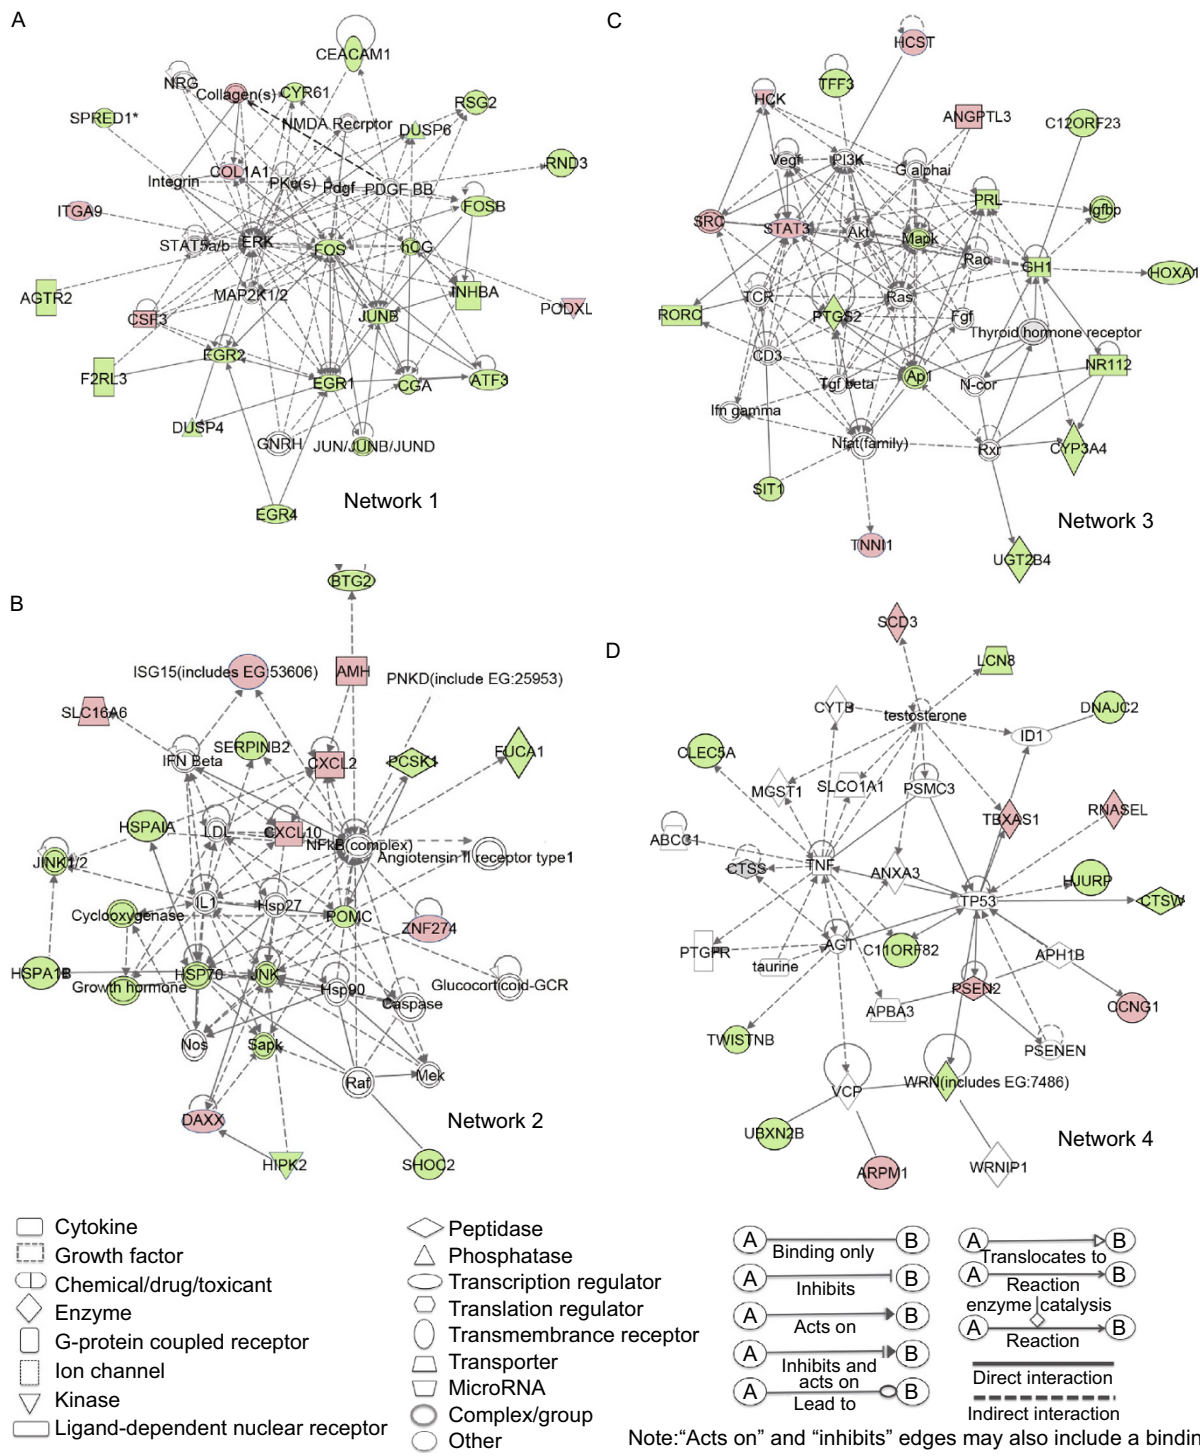 A
CEACAM1
NRG
Collagen(s)
CYR61
RSG2
SPRED1*
NMDA Recrptor
DUSP6
RND3
COL1A1
Integrin
PKc(s)
Pdgf
PDGF BB
ITGA9
FOSB
STAT5a/b
ERK
FOS
hCG
AGTR2
MAP2K1/2
INHBA
PODXL
CSF3
JUNB
EGR2
F2RL3
EGR1
CGA
ATF3
DUSP4
GNRH
JUN/JUNB/JUND
EGR4
Network 1
B
BTG2
ISG15(includes EG:53606)
AMH
PNKD(include EG:25953)
SLC16A6
SERPINB2
FUCA1
IFN Beta
CXCL2
PCSK1
HSPAIA
LDL
CXCL10
NFkB(complex)
Angiotensin II receptor type1
JINK1/2
IL1
Hsp27
Cyclooxygenase
POMC
ZNF274
HSPA1B
HSP70
JNK
Growth hormone
Hsp90
Glucocorticoid-GCR
Caspase
Nos
Sapk
Raf
Mek
DAXX
HIPK2
SHOC2
Network 2
C
HCST
TFF3
HCK
ANGPTL3
C12ORF23
Vegf
PI3K
G alphai
PRL
Igfbp
SRC
STAT3
Akt
Mapk
Rac
GH1
HOXA1
TCR
Ras
RORC
PTGS2
Fgf
Thyroid hormone receptor
CD3
NR112
Tgf beta
Ap1
N-cor
Ifn gamma
Nfat(family)
Rxr
CYP3A4
SIT1
TNNI1
UGT2B4
Network 3
D
SCD3
LCN8
CYTB
testosterone
DNAJC2
ID1
CLEC5A
MGST1
SLCO1A1
PSMC3
TBXAS1
RNASEL
ABCC1
CTSS
TNF
ANXA3
HJURP
TP53
CTSW
PTGFR
AGT
C11ORF82
taurine
APH1B
PSEN2
APBA3
CCNG1
TWISTNB
PSENEN
VCP
WRN(includes EG:7486)
UBXN2B
ARPM1
WRNIP1
Network 4
Cytokine
Growth factor
Chemical/drug/toxicant
Enzyme
G-protein coupled receptor
Ion channel
Kinase
Ligand-dependent nuclear receptor
Peptidase
Phosphatase
Transcription regulator
Translation regulator
Transmembrance receptor
Transporter
MicroRNA
Complex/group
Other
A B
Binding only
A B
Inhibits
A B
Acts on
A B
Inhibits and
acts on
A B
Lead to
A B
Translocates to
A B
Reaction
enzyme catalysis
A B
Reaction
Direct interaction
Indirect interaction
Note:“Acts on” and “inhibits” edges may also include a bindin